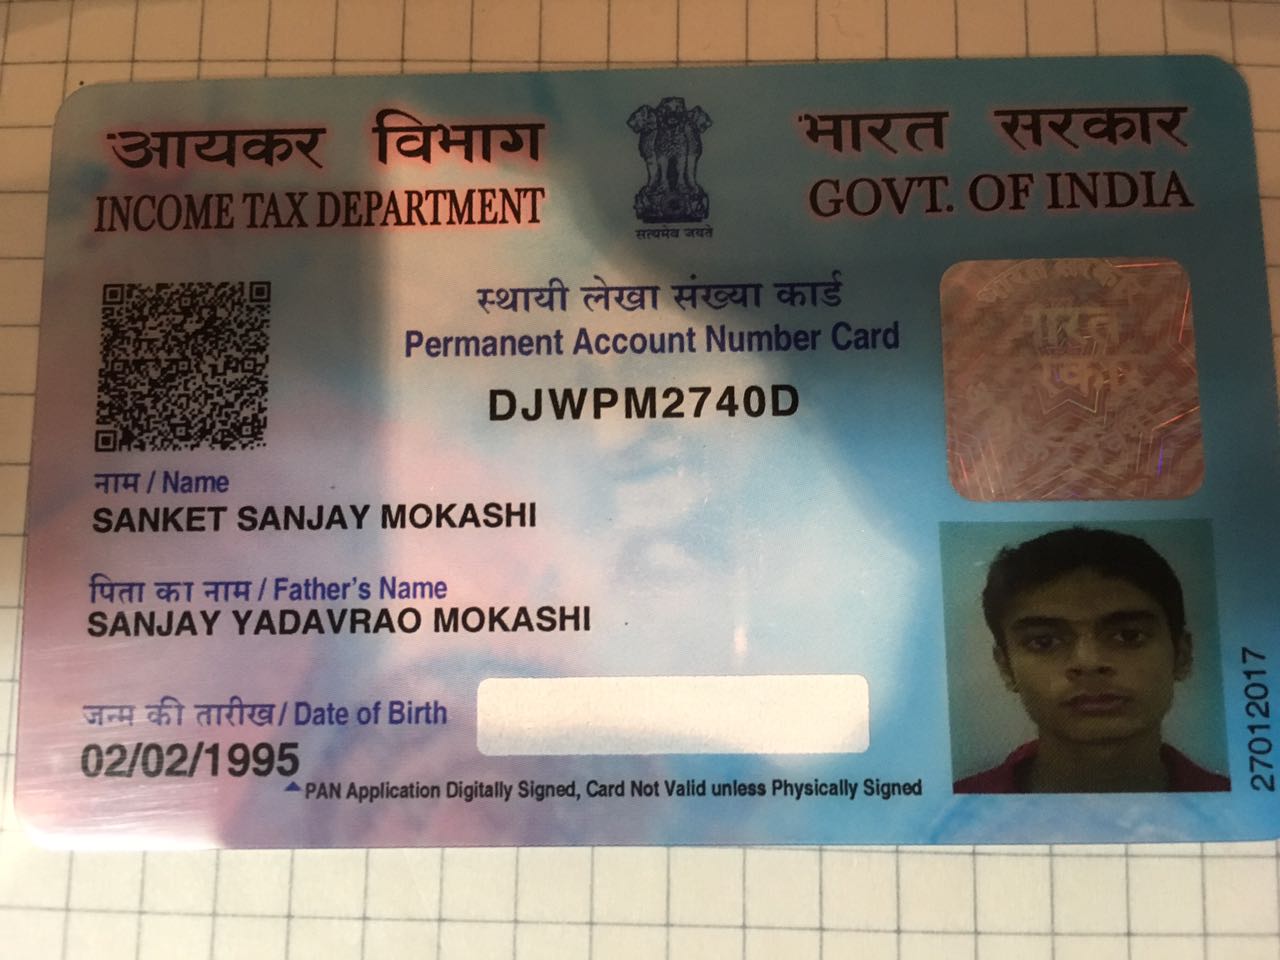 आयकर विभाग
INCOME TAX DEPARTMENT
सत्यमेव जयते
भारत सरकार
GOVT. OF INDIA
स्थायी लेखा संख्या कार्ड
Permanent Account Number Card
DJWPM2740D
भारत
नाम / Name
SANKET SANJAY MOKASHI
पिता का नाम / Father's Name
SANJAY YADAVRAO MOKASHI
जन्म की तारीख / Date of Birth
02/02/1995
PAN Application Digitally Signed, Card Not Valid unless Physically Signed
27012017